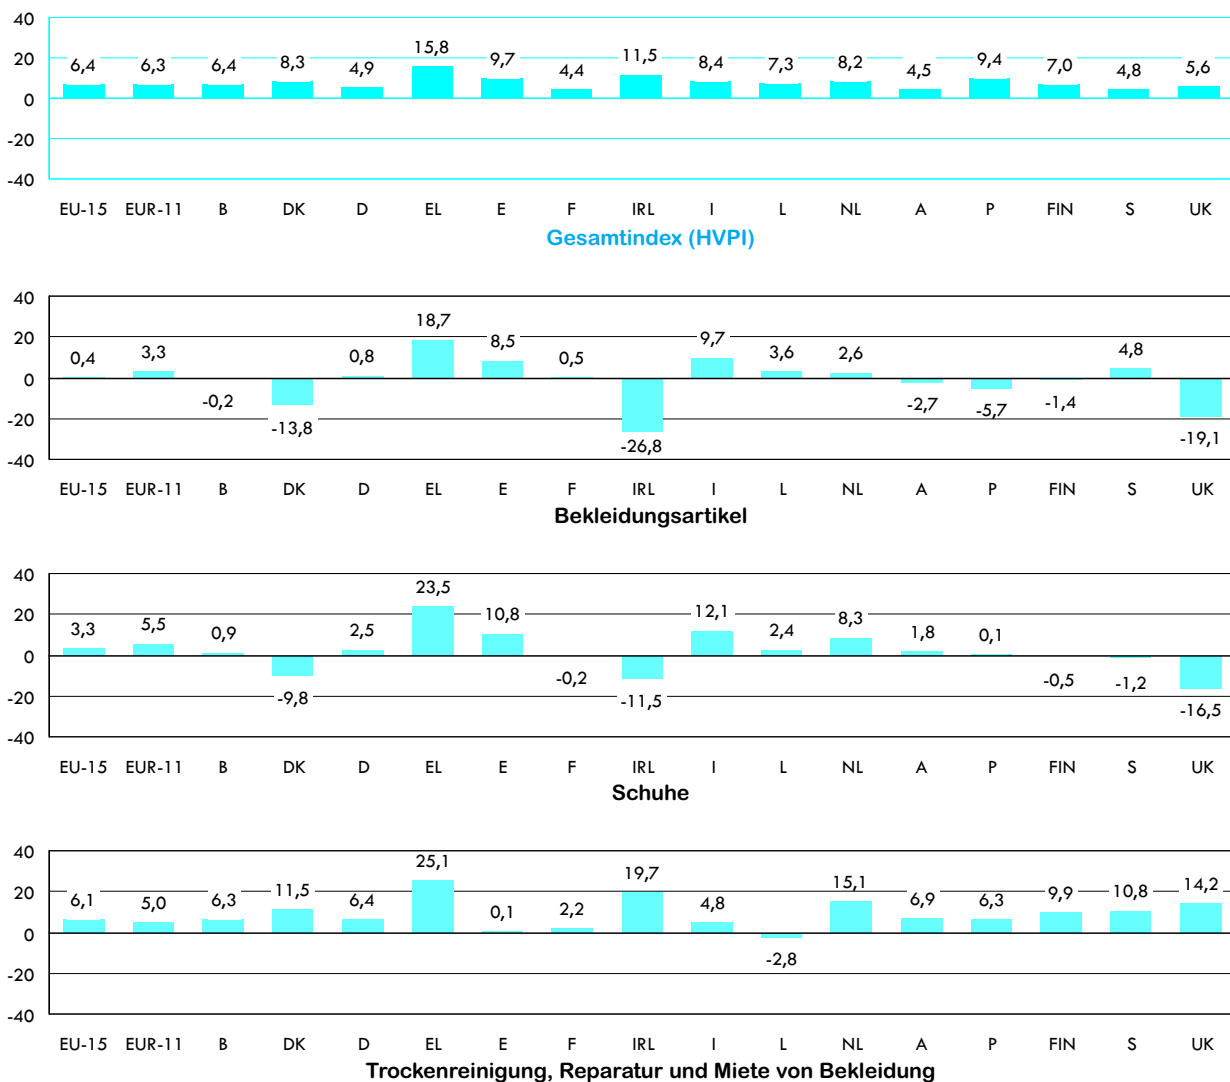 40
20
0
-20
-40
6,4 6,3 6,4 8,3 4,9 15,8 9,7 4,4 11,5 8,4 7,3 8,2 4,5 9,4 7,0 4,8 5,6
EU-15 EUR-11 B DK D EL E F IRL I L NL A P FIN S UK
Gesamtindex (HVPI)
40
20
0
-20
-40
0,4 3,3 -0,2 -13,8 0,8 18,7 8,5 0,5 -26,8 9,7 3,6 2,6 -2,7 -5,7 -1,4 4,8 -19,1
EU-15 EUR-11 B DK D EL E F IRL I L NL A P FIN S UK
Bekleidungsartikel
40
20
0
-20
-40
3,3 5,5 0,9 -9,8 2,5 23,5 10,8 -0,2 -11,5 12,1 2,4 8,3 1,8 0,1 -0,5 -1,2 -16,5
EU-15 EUR-11 B DK D EL E F IRL I L NL A P FIN S UK
Schuhe
40
20
0
-20
-40
6,1 5,0 6,3 11,5 6,4 25,1 0,1 2,2 19,7 4,8 -2,8 15,1 6,9 6,3 9,9 10,8 14,2
EU-15 EUR-11 B DK D EL E F IRL I L NL A P FIN S UK
Trockenreinigung, Reparatur und Miete von Bekleidung